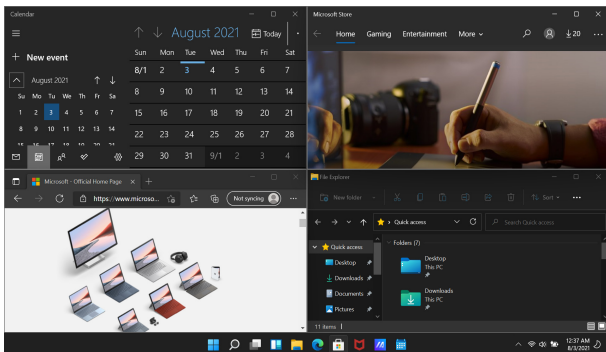 Calendar
August 2021
Today
New event
August 2021
Su Mo Tu We Th Fr Sa
1 2 3 4 5 6 7
8 9 10 11 12 13 14
Sun Mon Tue Wed Thu Fri Sat
8/1 2 3 4 5 6 7
8 9 10 11 12 13 14
15 16 17 18 19 20 21
22 23 24 25 26 27 28
29 30 31 9/1 2 3 4
Microsoft Store
Home Gaming Entertainment More
20
Microsoft - Official Home Page
https://www.microso...
Not syncing
File Explorer
New folder
Sort
Quick access
Search Quick access
Quick access
Desktop
Downloads
Documents
Pictures
Folders (7)
Desktop
This PC
Downloads
This PC
11 items
12:37 AM
8/3/2021